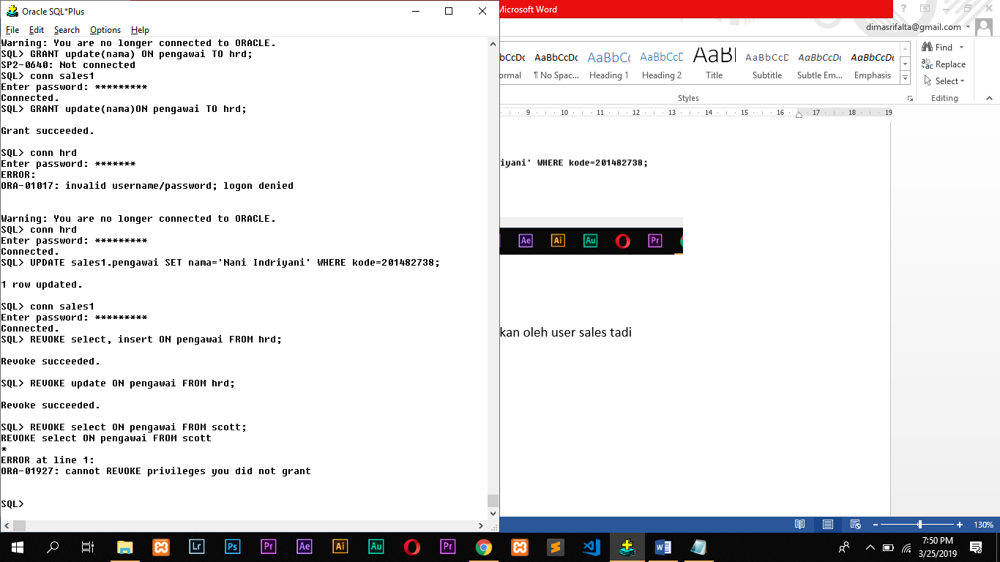 Oracle SQL*Plus
File Edit Search Options Help
Warning: You are no longer connected to ORACLE.
SQL> GRANT update(nama) ON pengawai TO hrd;
SP2-0640: Not connected
SQL> conn sales1
Enter password: *********
Connected.
SQL> GRANT update(nama)ON pengawai TO hrd;
Grant succeeded.
SQL> conn hrd
Enter password: *******
ERROR:
ORA-01017: invalid username/password; logon denied
Warning: You are no longer connected to ORACLE.
SQL> conn hrd
Enter password: *********
Connected.
SQL> UPDATE sales1.pengawai SET nama='Nani Indriyani' WHERE kode=201482738;
1 row updated.
SQL> conn sales1
Enter password: *********
Connected.
SQL> REVOKE select, insert ON pengawai FROM hrd;
Revoke succeeded.
SQL> REVOKE update ON pengawai FROM hrd;
Revoke succeeded.
SQL> REVOKE select ON pengawai FROM scott;
REVOKE select ON pengawai FROM scott
*
ERROR at line 1:
ORA-01927: cannot REVOKE privileges you did not grant
SQL>
Microsoft Word
?
dimasrifalta@gmail.com
CcDc AaBbCcDc AaBbCc AaBbCcD AaB AaBbCcD AaBbCcDc AaBbCcDc
ormal ¶ No Spac... Heading 1 Heading 2 Title Subtitle Subtle Em... Emphasis
Styles
Find
Replace
Select
Editing
9 10 11 12 13 14 15 16 17 18 19
iyani' WHERE kode=201482738;
Ae Ai Au Pr
kan oleh user sales tadi
130%
Lr Ps Pr Ae Ai Au Pr
7:50 PM
3/25/2019